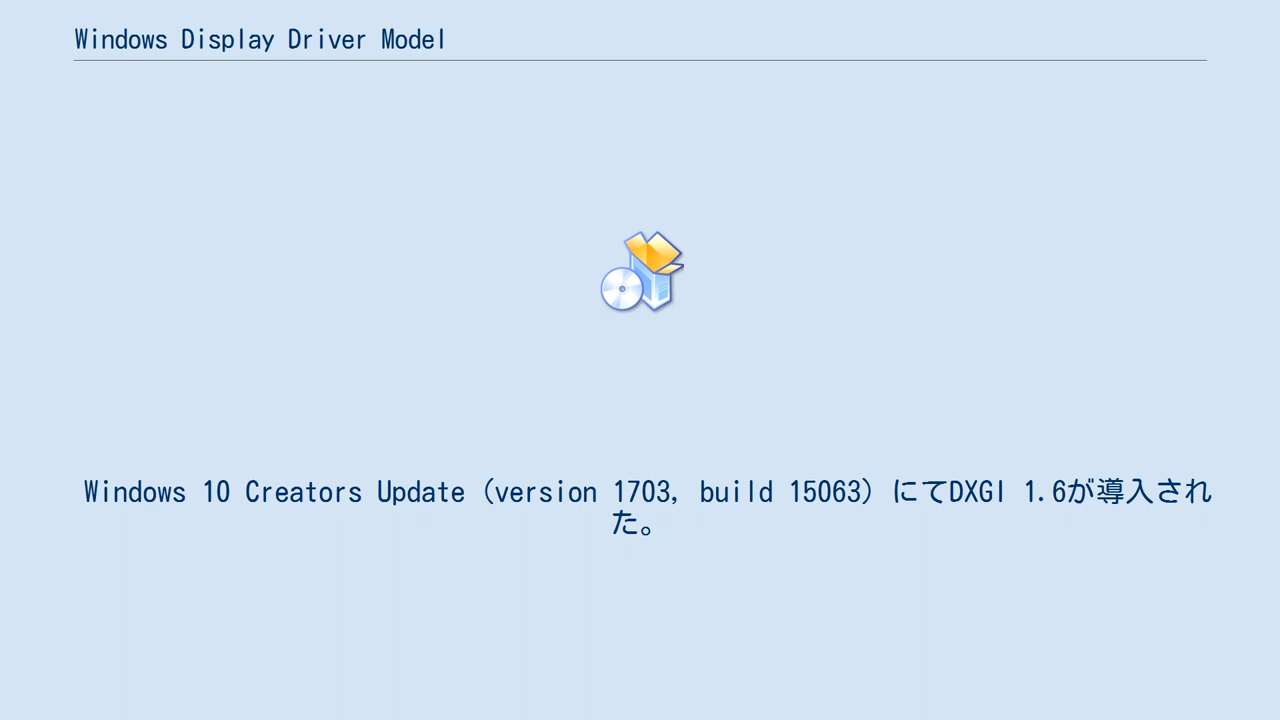 Windows Display Driver Model
Windows 10 Creators Update (version 1703, build 15063) にてDXGI 1.6が導入され
た。